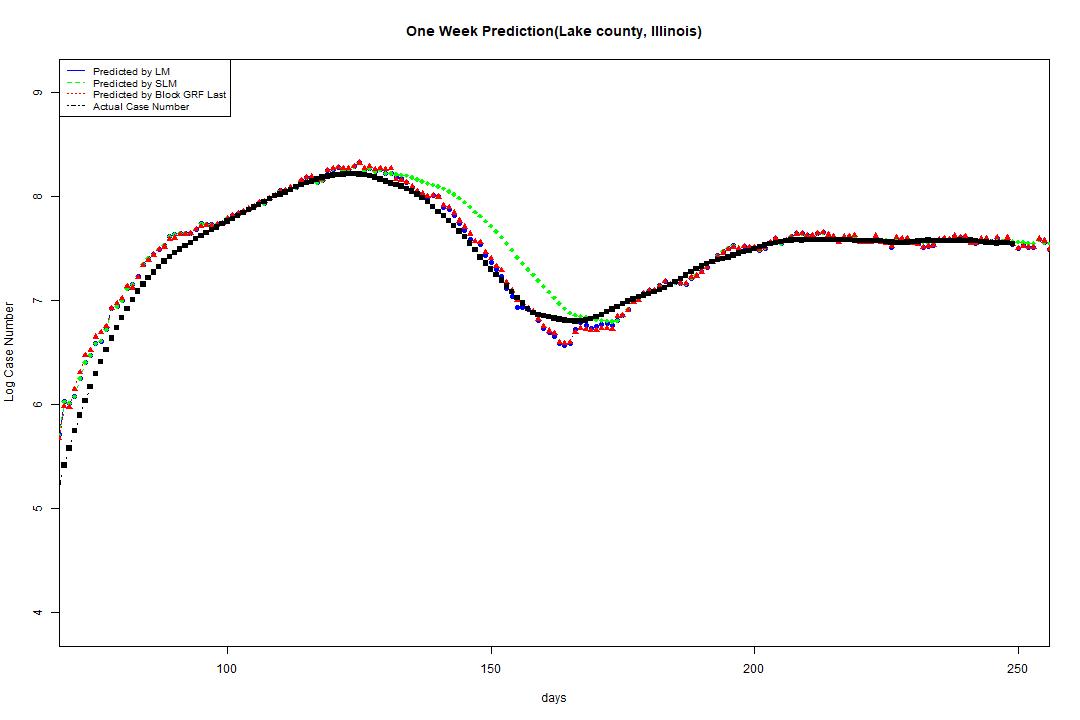 One Week Prediction(Lake county, Illinois)
Predicted by LM
Predicted by SLM
Predicted by Block GRF Last
Actual Case Number
9
8
7
6
5
4
Log Case Number
100
150
200
250
days